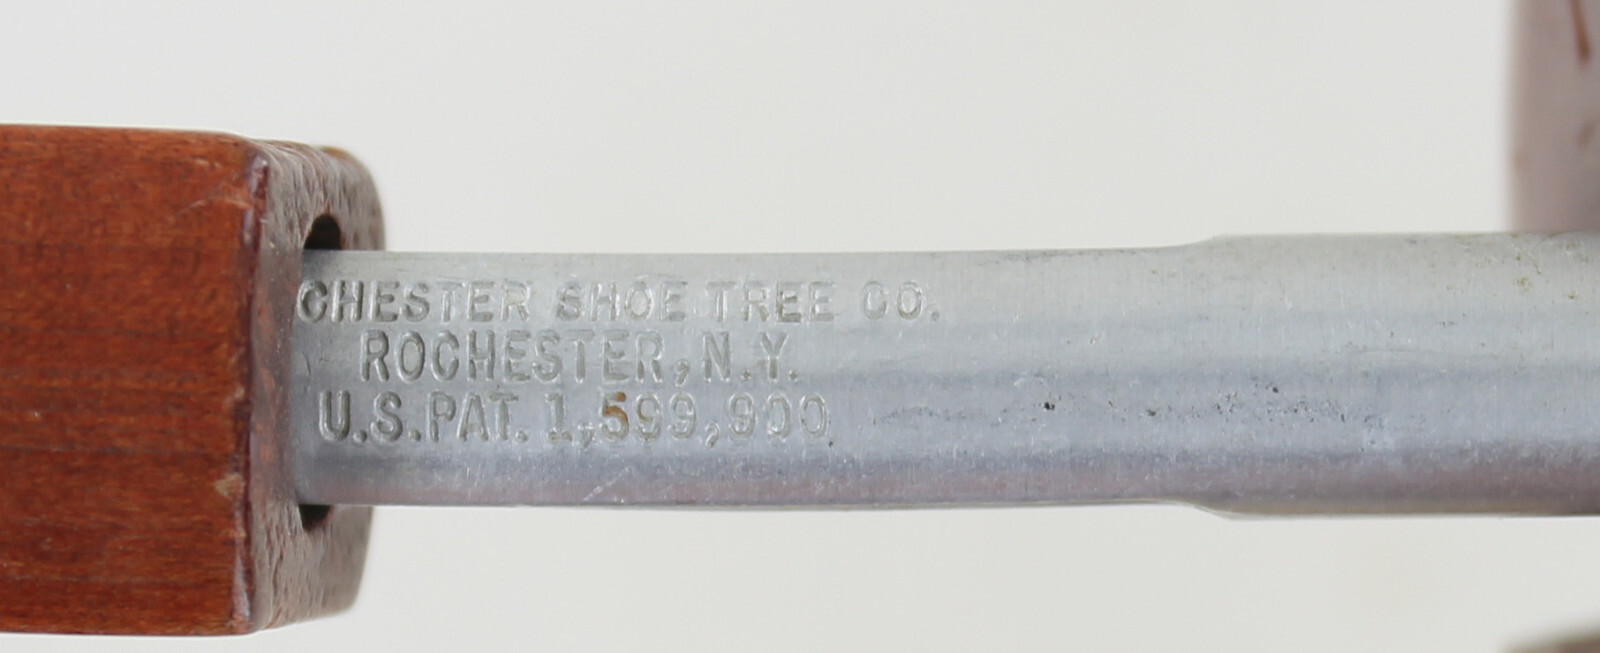 CHESTER SHOE TREE CO.
ROCHESTER, N.Y.
U.S. PAT. 1,599,900